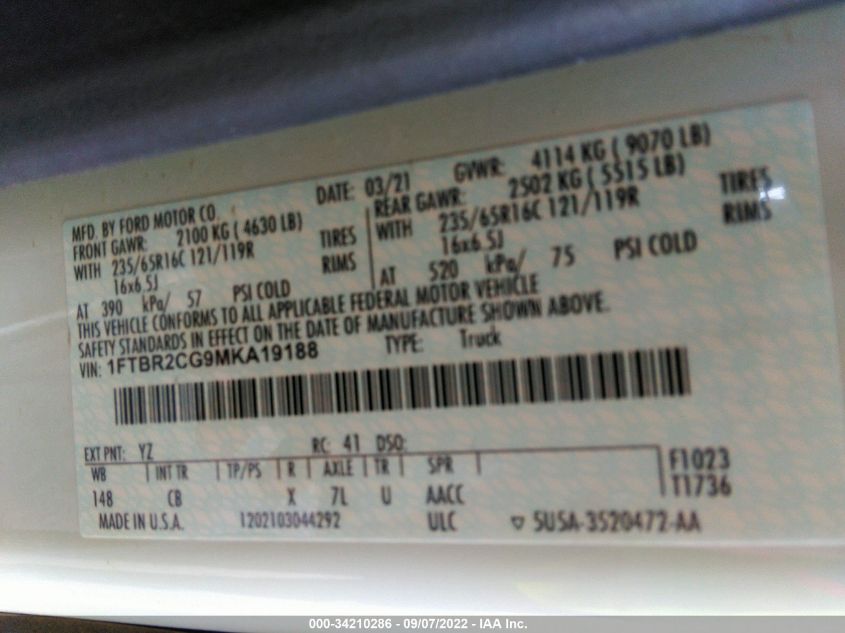 MFD. BY FORD MOTOR CO. DATE: 03/21 GVWR: 4114 KG ( 9070 LB)
FRONT GAWR: 2100 KG ( 4630 LB) REAR GAWR: 2502 KG ( 5515 LB)
WITH 235/65R16C 121/119R TIRES WITH 235/65R16C 121/119R TIRES
16x6.5J RIMS 16x6.5J RIMS
AT 390 kPa/ 57 PSI COLD AT 520 kPa/ 75 PSI COLD
THIS VEHICLE CONFORMS TO ALL APPLICABLE FEDERAL MOTOR VEHICLE
SAFETY STANDARDS IN EFFECT ON THE DATE OF MANUFACTURE SHOWN ABOVE.
VIN: 1FTBR2CG9MKA19188 TYPE: Truck
EXT PNT: YZ RC: 41 DSO:
WB INT TR TP/PS R AXLE TR SPR F1023
148 CB X 7L U AACC T1736
MADE IN U.S.A. 1202103044292 ULC ▽ 5U5A-3520472-AA
000-34210286 - 09/07/2022 - IAA Inc.